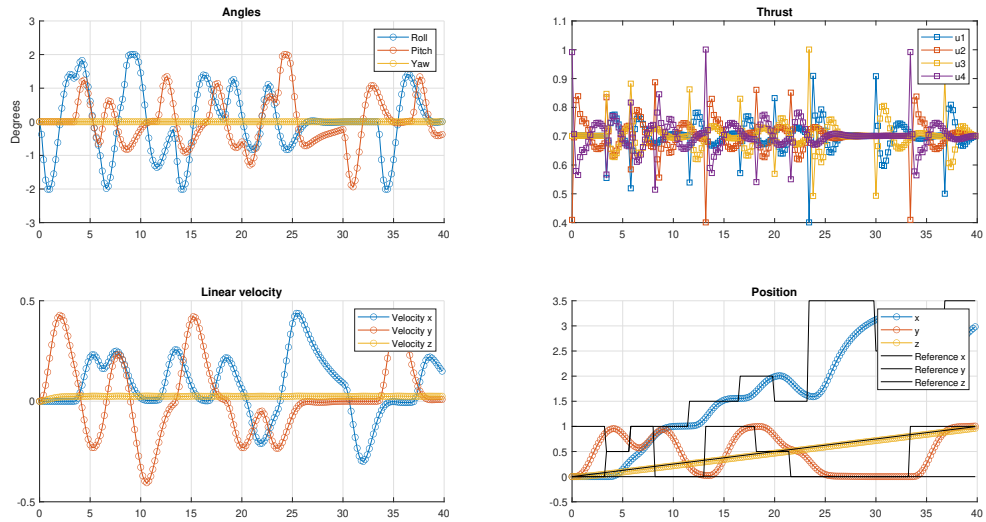 Angles
3
2
1
0
-1
-2
-3
Degrees
Roll
Pitch
Yaw
0 5 10 15 20 25 30 35 40
Thrust
1.1
1
0.9
0.8
0.7
0.6
0.5
0.4
u1
u2
u3
u4
0 5 10 15 20 25 30 35 40
Linear velocity
0.5
0
-0.5
Velocity x
Velocity y
Velocity z
0 5 10 15 20 25 30 35 40
Position
3.5
3
2.5
2
1.5
1
0.5
0
-0.5
x
y
z
Reference x
Reference y
Reference z
0 5 10 15 20 25 30 35 40